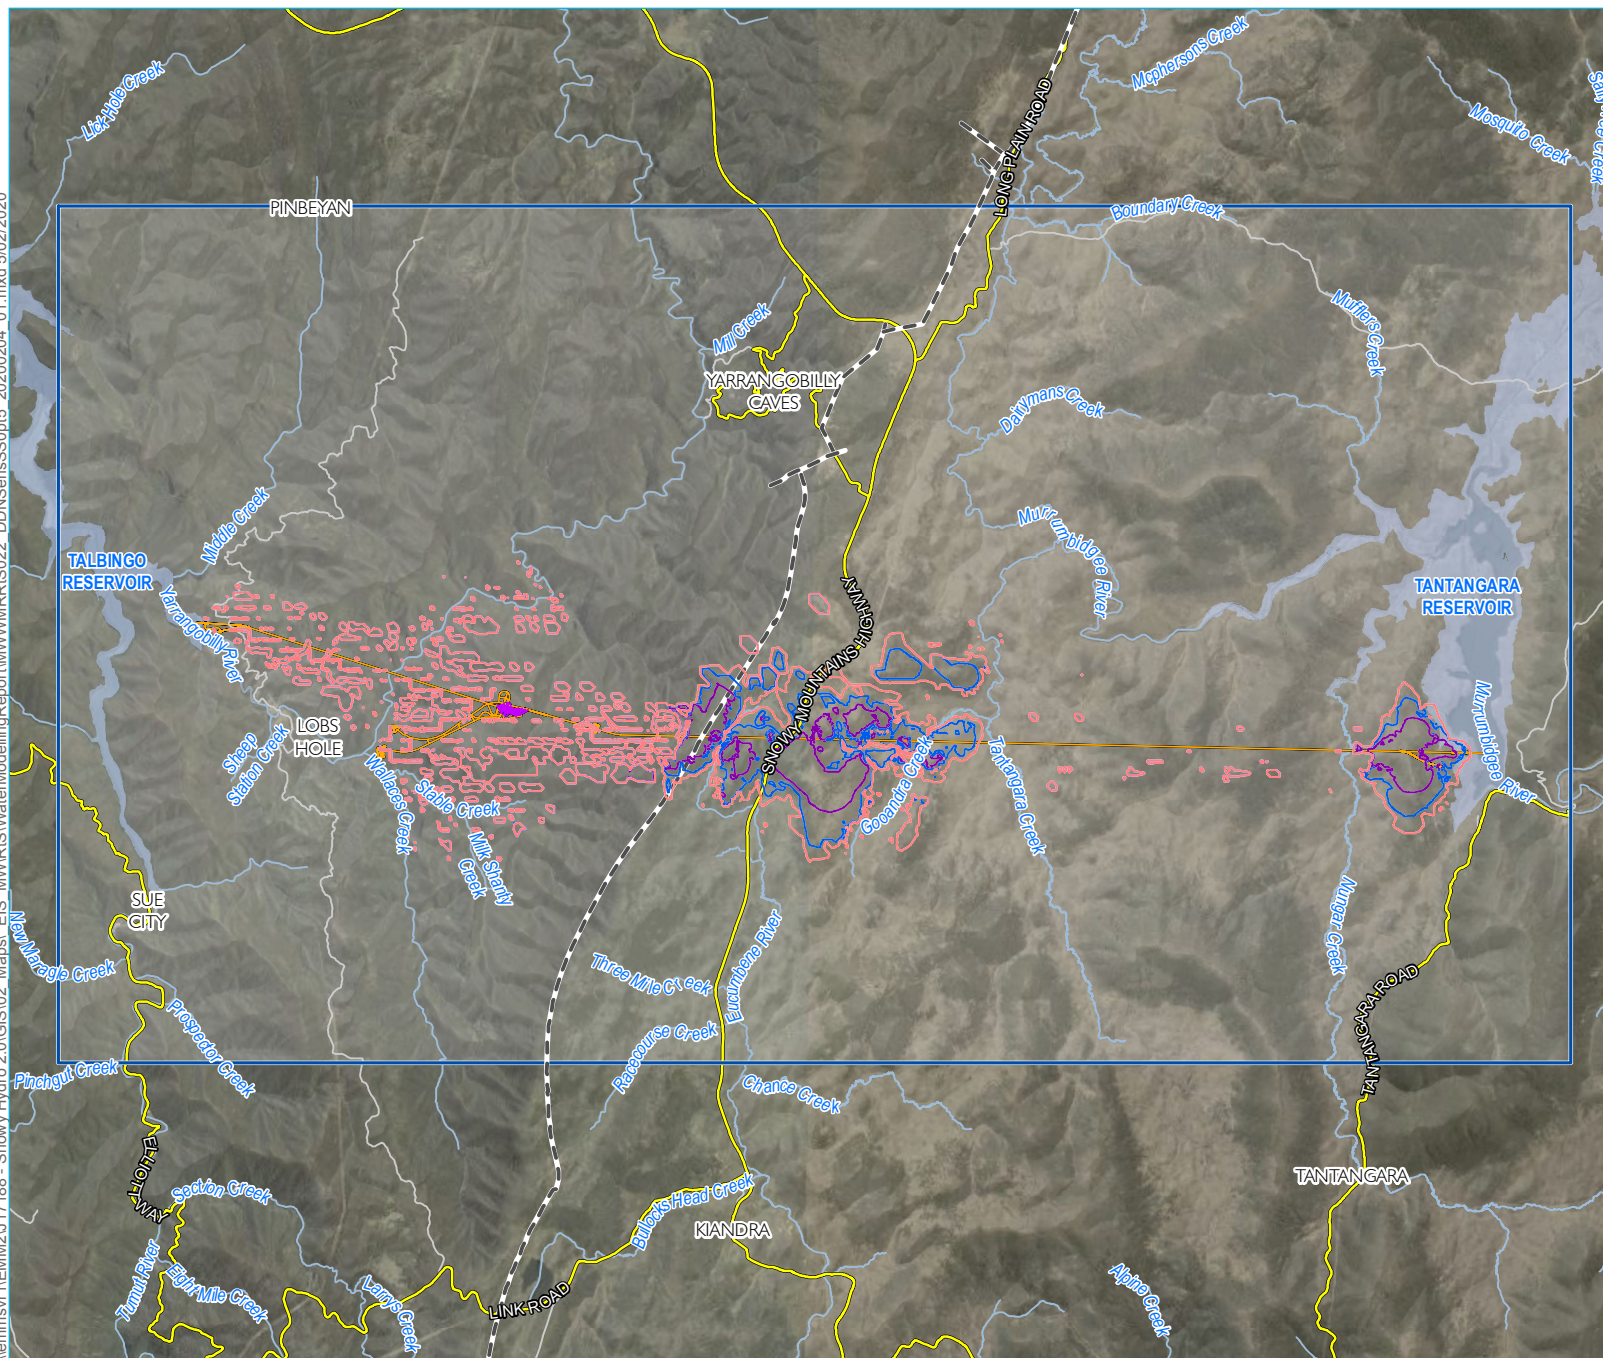 Lick Hole Creek
Mcphersons Creek
Mosquito Creek
LONG PLAIN ROAD
PINBEYAN
Boundary Creek
Mufflers Creek
Mill Creek
YARRANGOBILLY
CAVES
Dairymans Creek
Middle Creek
Murrumbidgee River
TALBINGO
RESERVOIR
TANTANGARA
RESERVOIR
Yarrangobilly River
SNOWY MOUNTAINS HIGHWAY
LOBS
HOLE
Sheep
Station Creek
Wallaces Creek
Stable Creek
Milk Shanty
Creek
Gooandra Creek
Tantangara Creek
Murrumbidgee River
SUE
CITY
New Maragle Creek
Three Mile Creek
Eucumbene River
Nungar Creek
TANTANGARA ROAD
Prospector Creek
Racecourse Creek
Pinchgut Creek
Chance Creek
ELLIOTT
WAY
Section Creek
Bullocks Head Creek
KIANDRA
TANTANGARA
Tumut River
Eight Mile Creek
Larrys Creek
LINK ROAD
Alpine Creek